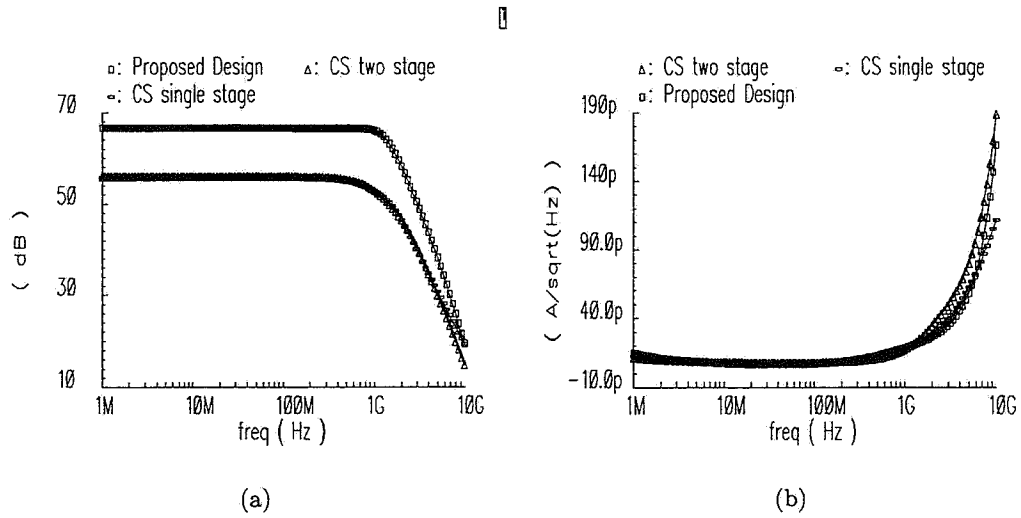 ▫: Proposed Design ▵: CS two stage
-: CS single stage
70
50
30
10
( dB )
1M 10M 100M 1G 10G
freq ( Hz )
(a)
▵: CS two stage -: CS single stage
▫: Proposed Design
190p
140p
90.0p
40.0p
-10.0p
( A/sqrt(Hz) )
1M 10M 100M 1G 10G
freq ( Hz )
(b)